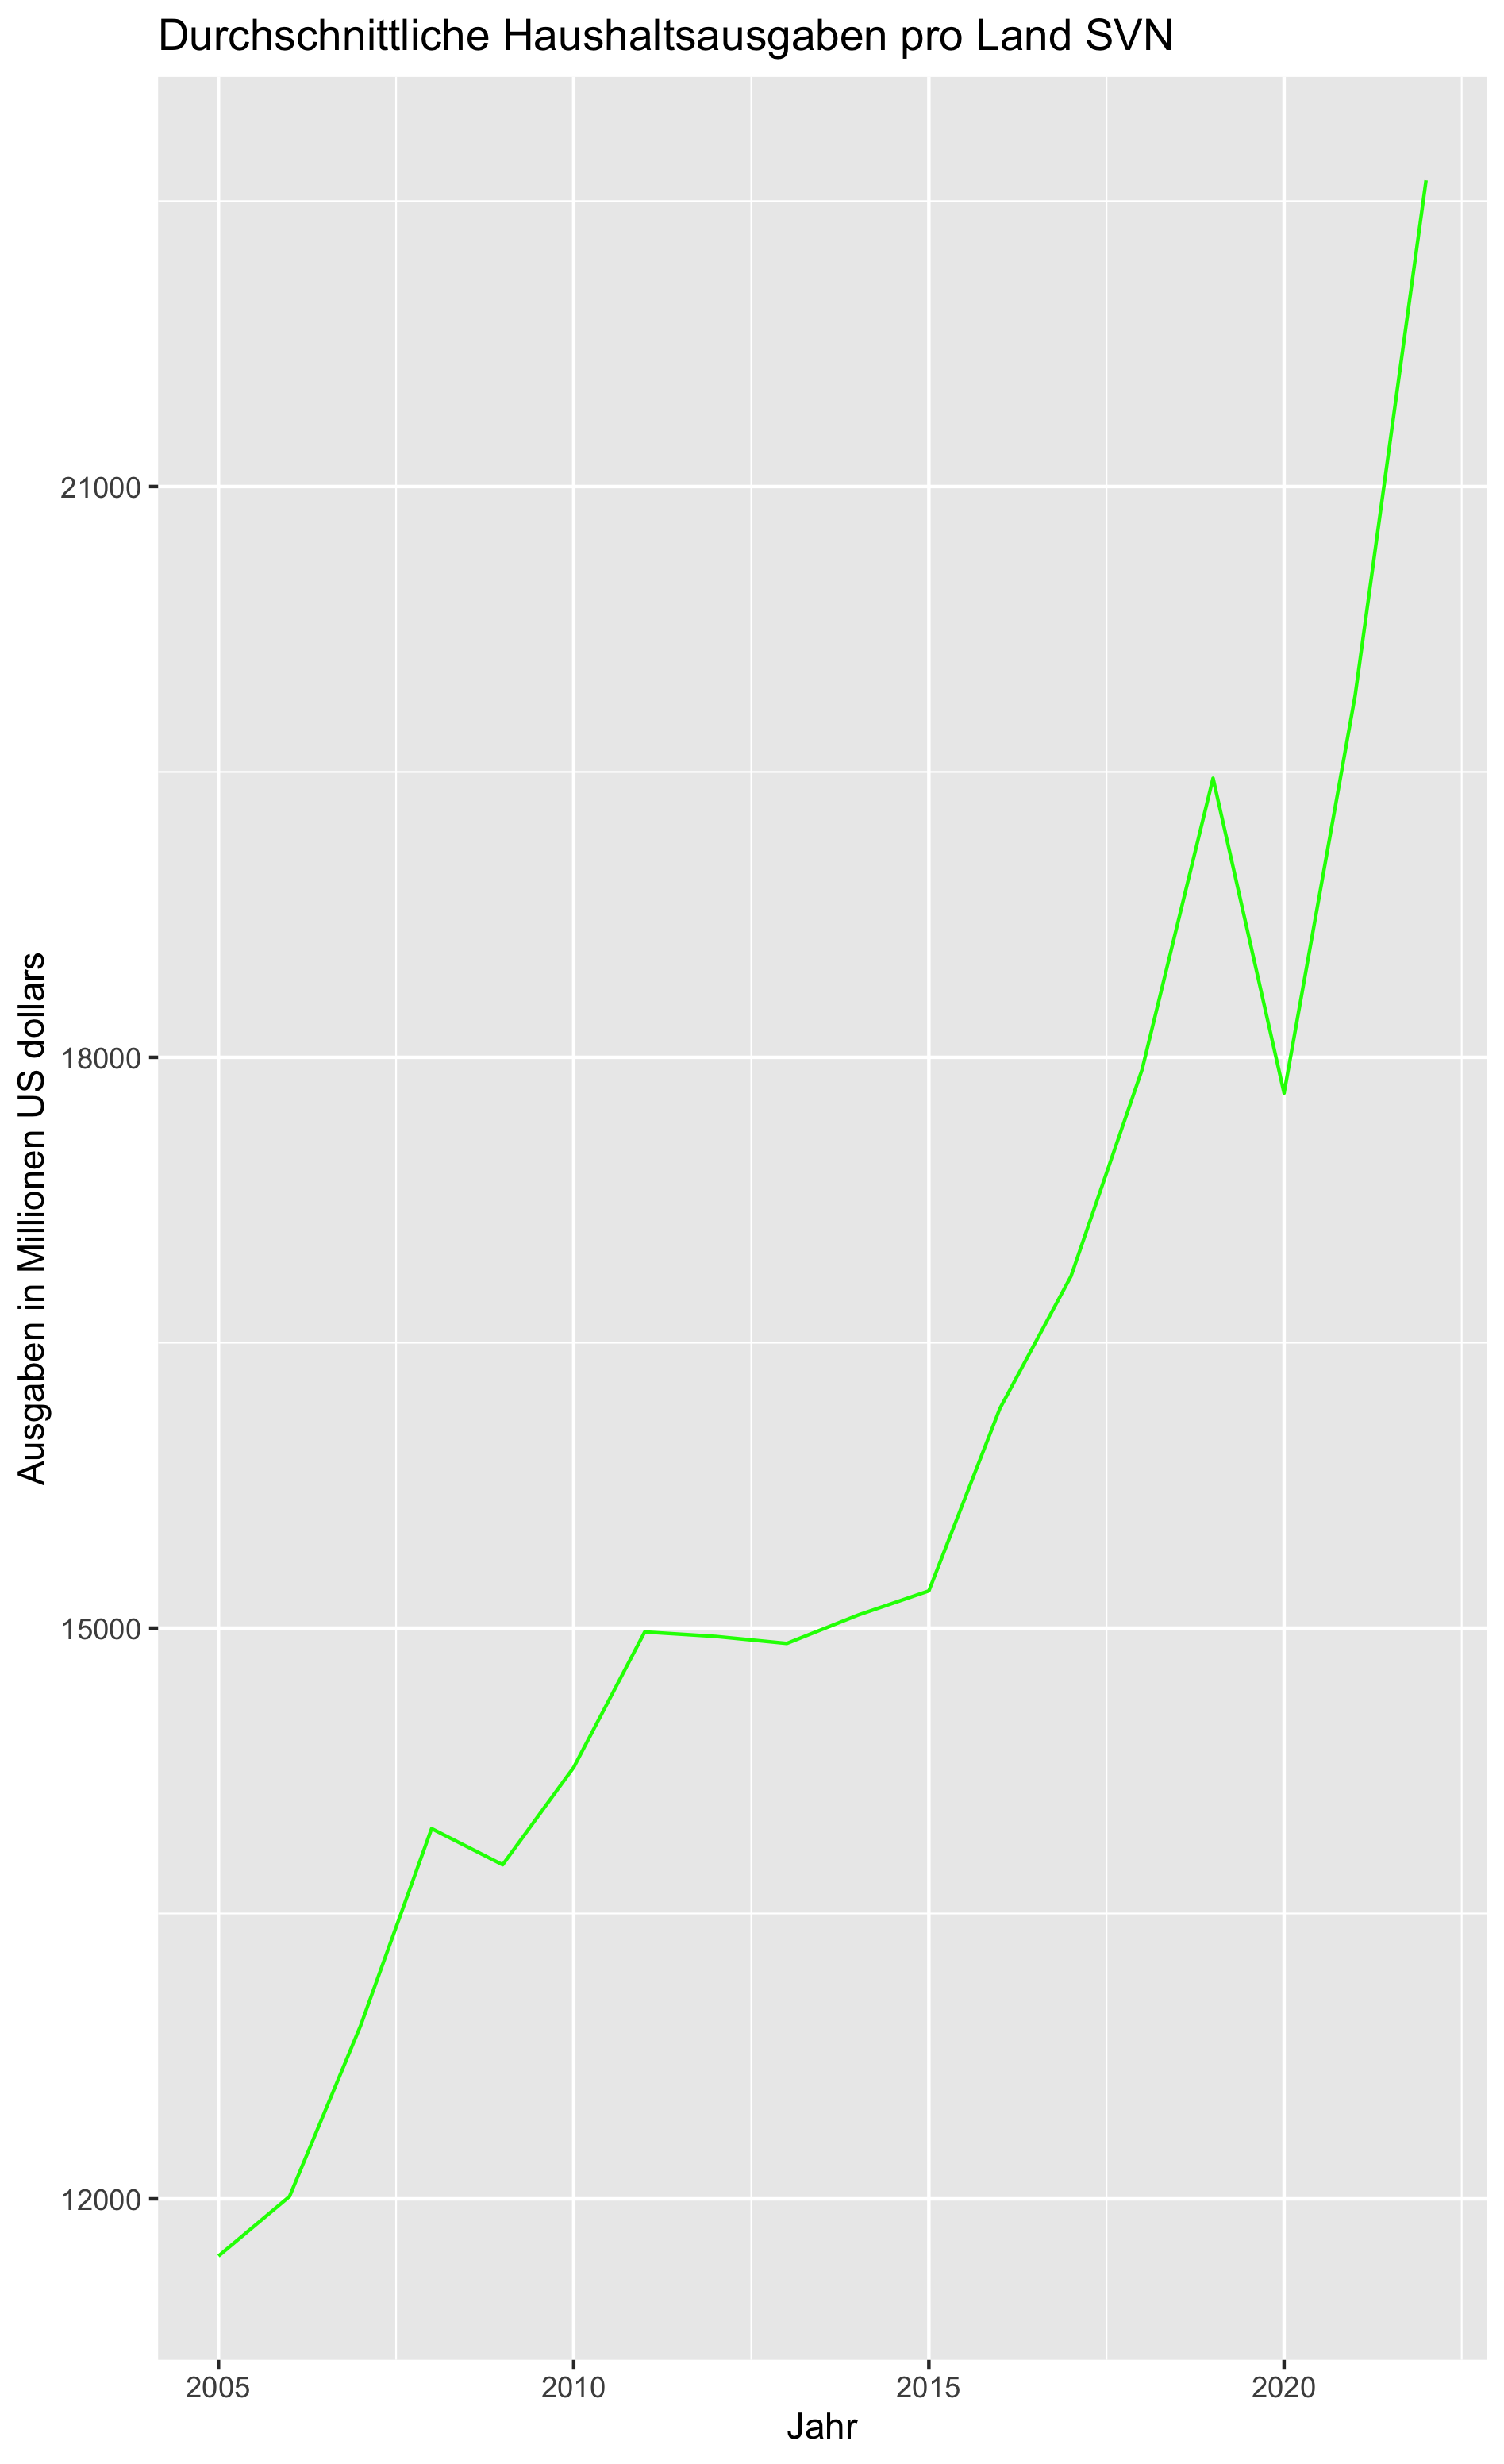 Durchschnittliche Haushaltsausgaben pro Land SVN
Ausgaben in Millionen US dollars
21000
18000
15000
12000
2005 2010 2015 2020
Jahr